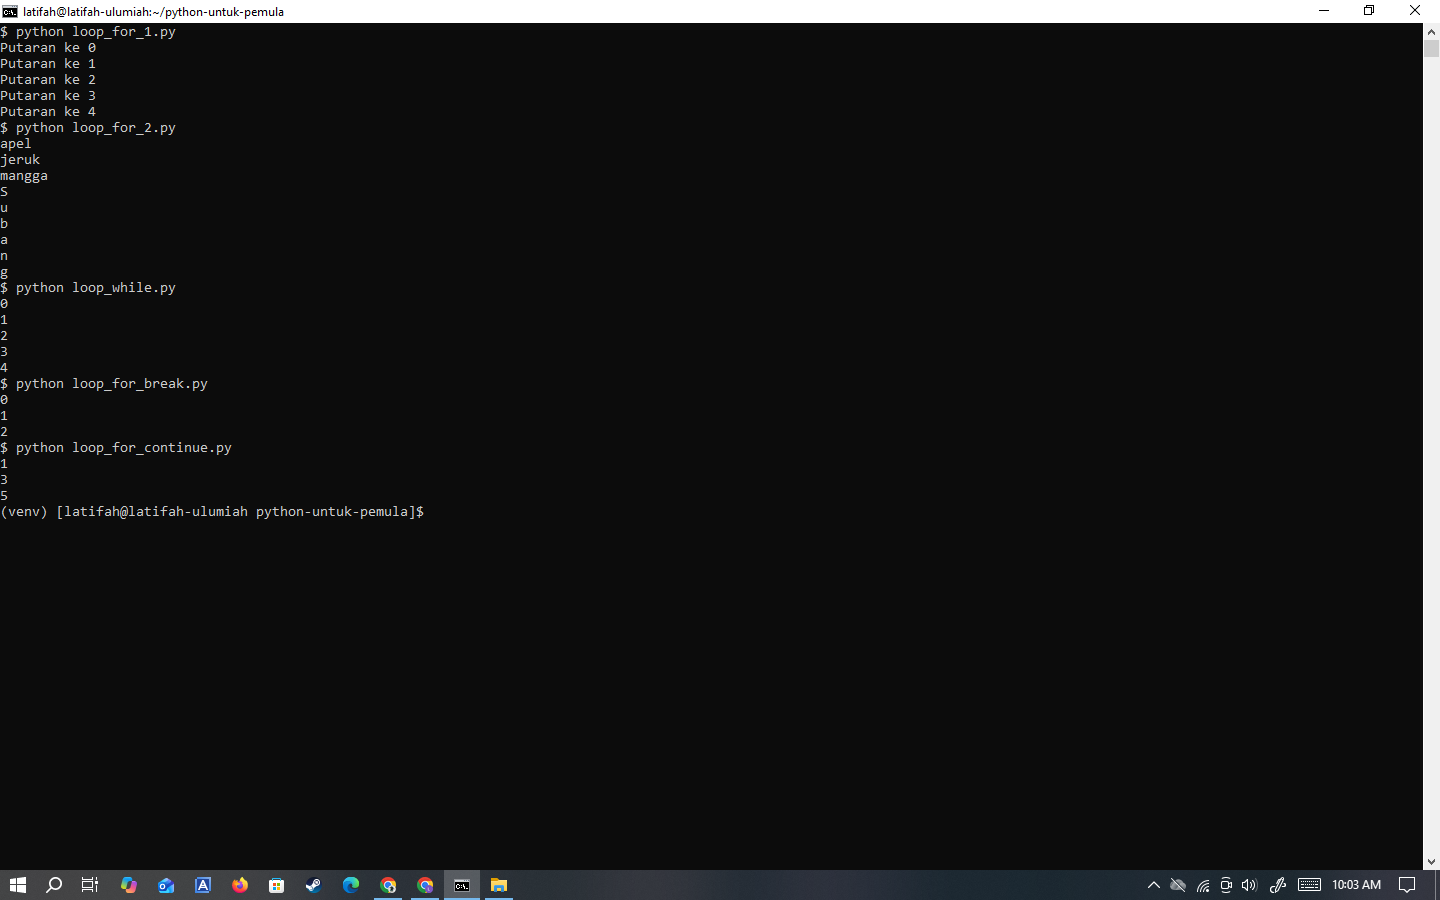 latifah@latifah-ulumiah:~/python-untuk-pemula
$ python loop_for_1.py
Putaran ke 0
Putaran ke 1
Putaran ke 2
Putaran ke 3
Putaran ke 4
$ python loop_for_2.py
apel
jeruk
mangga
S
u
b
a
n
g
$ python loop_while.py
0
1
2
3
4
$ python loop_for_break.py
0
1
2
$ python loop_for_continue.py
1
3
5
(venv) [latifah@latifah-ulumiah python-untuk-pemula]$
10:03 AM